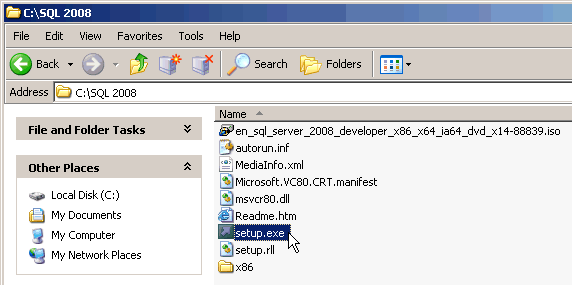 C:\SQL 2008
File Edit View Favorites Tools Help
Back Search Folders
Address C:\SQL 2008
Name
File and Folder Tasks
Other Places
Local Disk (C:)
My Documents
My Computer
My Network Places
en_sql_server_2008_developer_x86_x64_ia64_dvd_x14-88839.iso
autorun.inf
MediaInfo.xml
Microsoft.VC80.CRT.manifest
msvcr80.dll
Readme.htm
setup.exe
setup.rll
x86